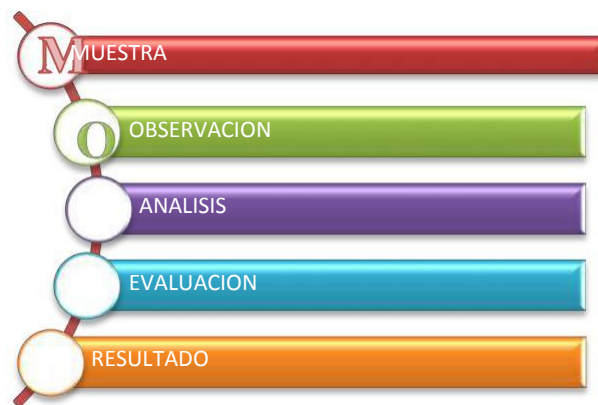 M MUESTRA
O OBSERVACION
ANALISIS
EVALUACION
RESULTADO